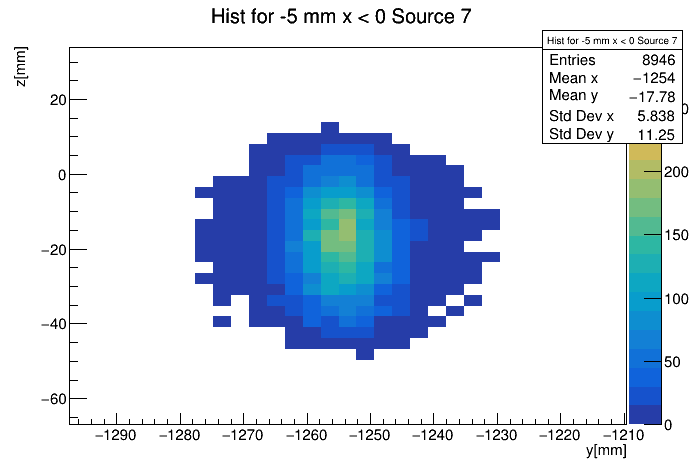 Hist for -5 mm x < 0 Source 7
z[mm]
Hist for -5 mm x < 0 Source 7
Entries 8946
Mean x −1254
Mean y −17.78
Std Dev x 5.838
Std Dev y 11.25
20
0
−20
−40
−60
200
150
100
50
0
−1290 −1280 −1270 −1260 −1250 −1240 −1230 −1220 −1210
y[mm]